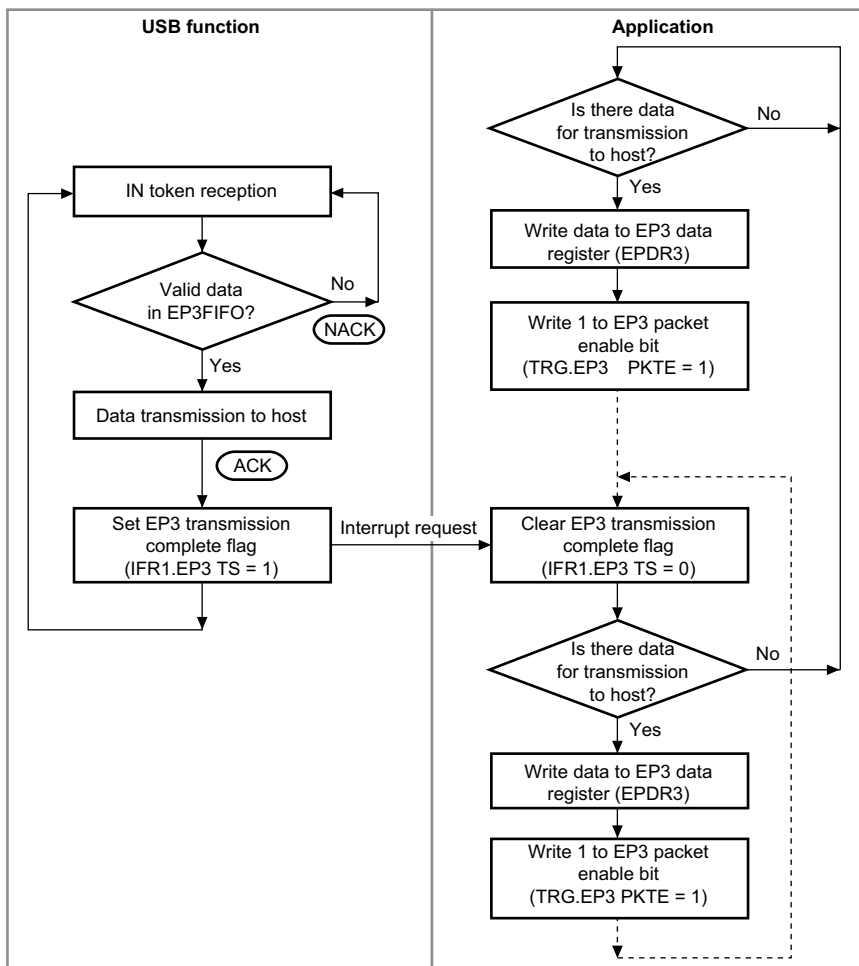 USB function
IN token reception
Valid data
in EP3FIFO?
No
NACK
Yes
Data transmission to host
ACK
Set EP3 transmission
complete flag
(IFR1.EP3 TS = 1)
Interrupt request
Application
Is there data
for transmission
to host?
No
Yes
Write data to EP3 data
register (EPDR3)
Write 1 to EP3 packet
enable bit
(TRG.EP3 PKTE = 1)
Clear EP3 transmission
complete flag
(IFR1.EP3 TS = 0)
Is there data
for transmission
to host?
No
Yes
Write data to EP3 data
register (EPDR3)
Write 1 to EP3 packet
enable bit
(TRG.EP3 PKTE = 1)